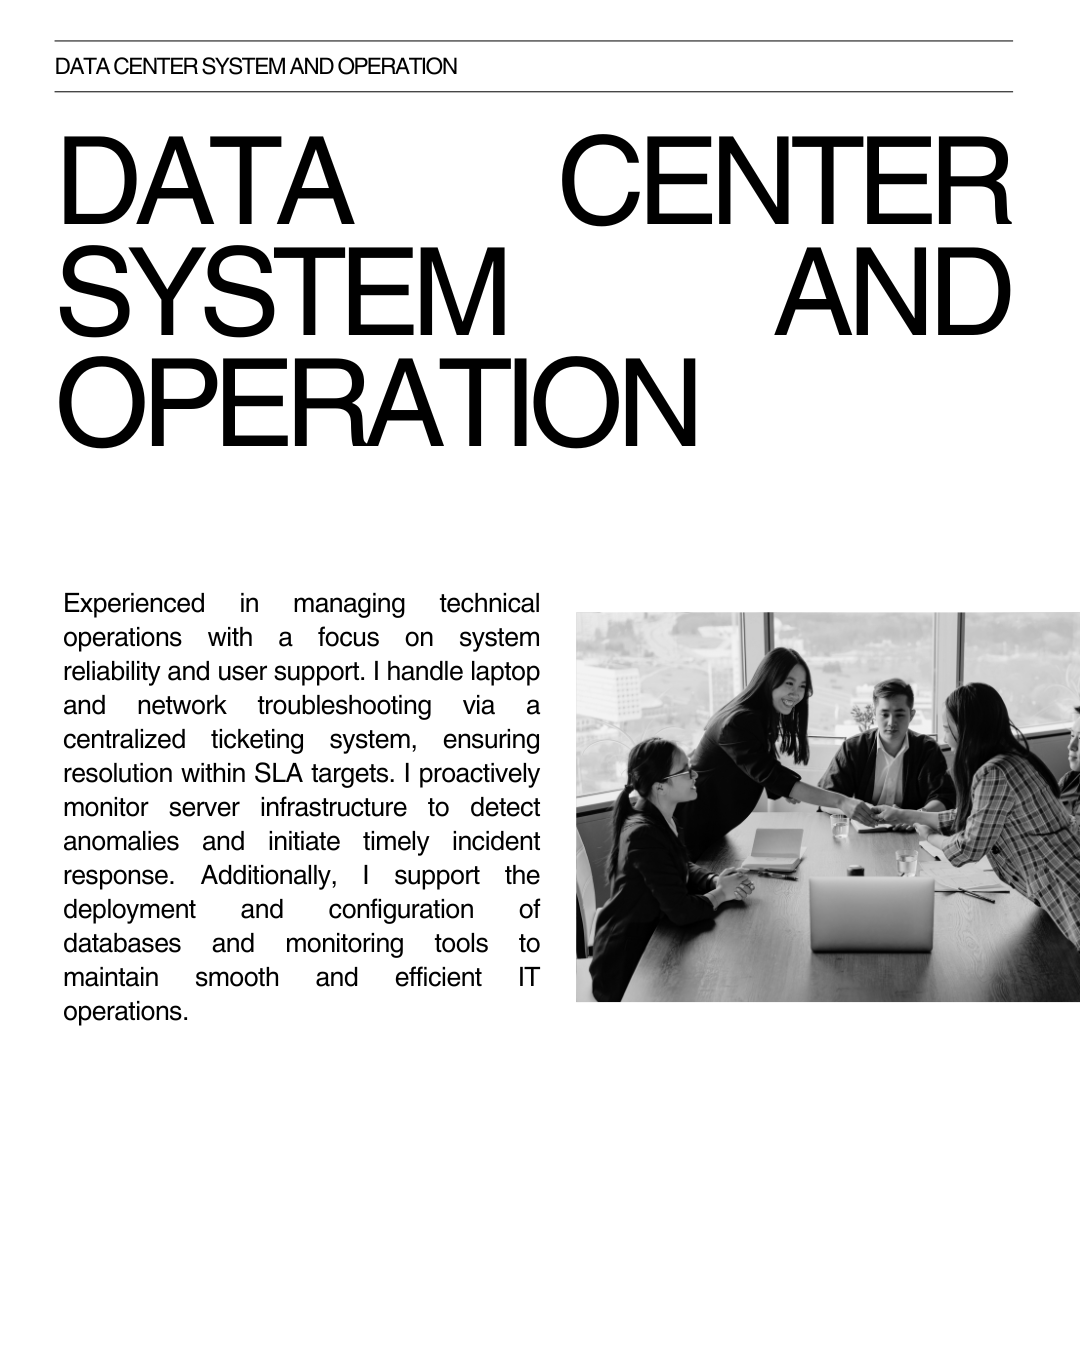 DATA CENTER SYSTEM AND OPERATION
DATA CENTER
SYSTEM AND
OPERATION
Experienced in managing technical
operations with a focus on system
reliability and user support. I handle laptop
and network troubleshooting via a
centralized ticketing system, ensuring
resolution within SLA targets. I proactively
monitor server infrastructure to detect
anomalies and initiate timely incident
response. Additionally, I support the
deployment and configuration of
databases and monitoring tools to
maintain smooth and efficient IT
operations.